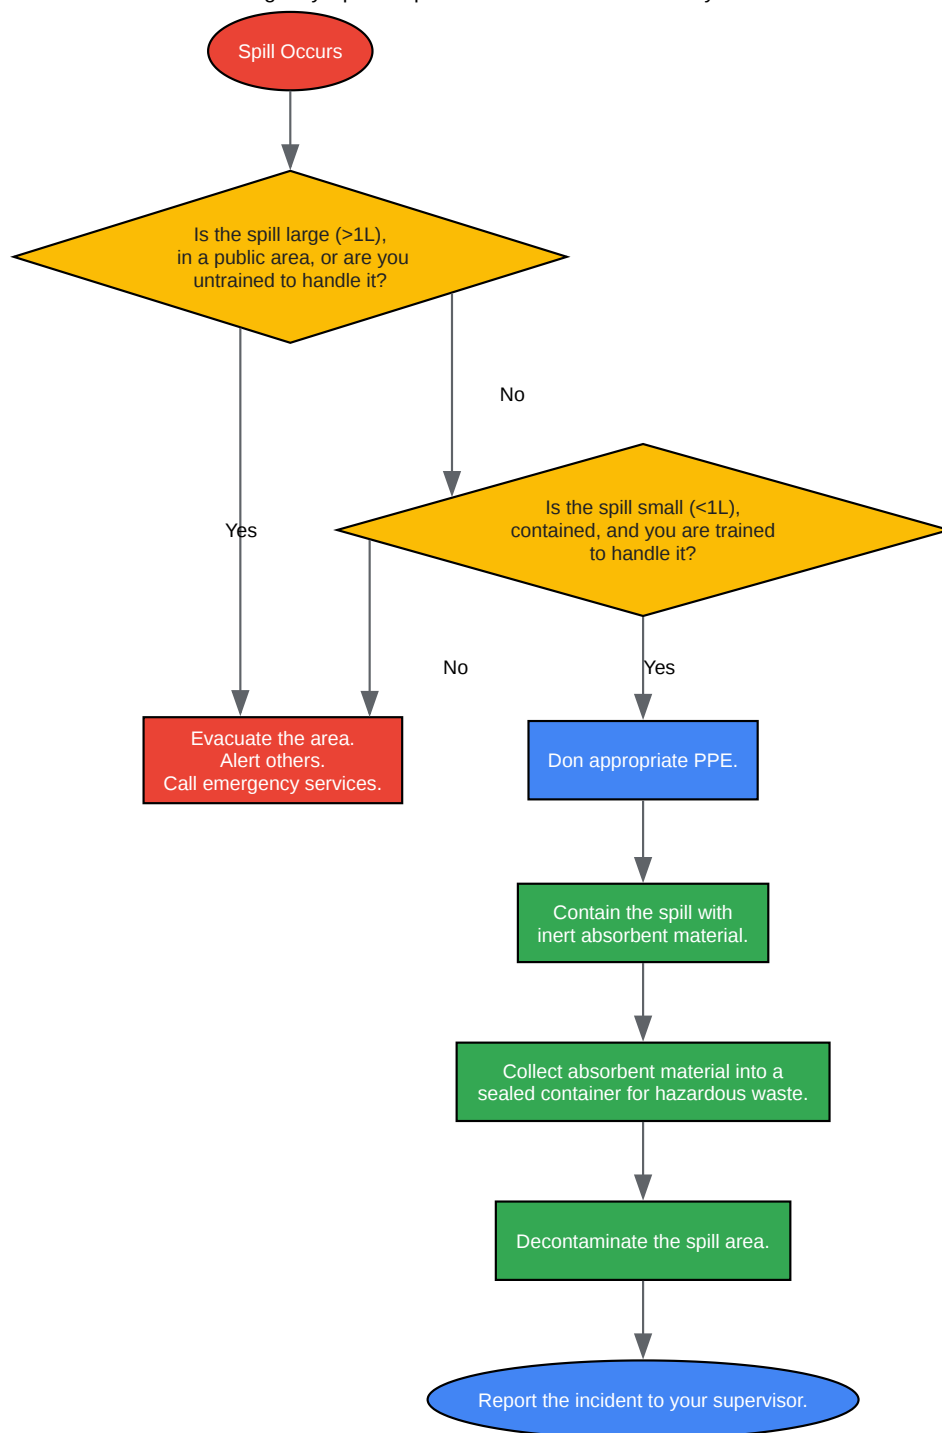 Spill Occurs
Is the spill large (>1L),
in a public area, or are you
untrained to handle it?
No
Is the spill small (<1L),
contained, and you are trained
to handle it?
Yes
No
Yes
Evacuate the area.
Alert others.
Call emergency services.
Don appropriate PPE.
Contain the spill with
inert absorbent material.
Collect absorbent material into a
sealed container for hazardous waste.
Decontaminate the spill area.
Report the incident to your supervisor.